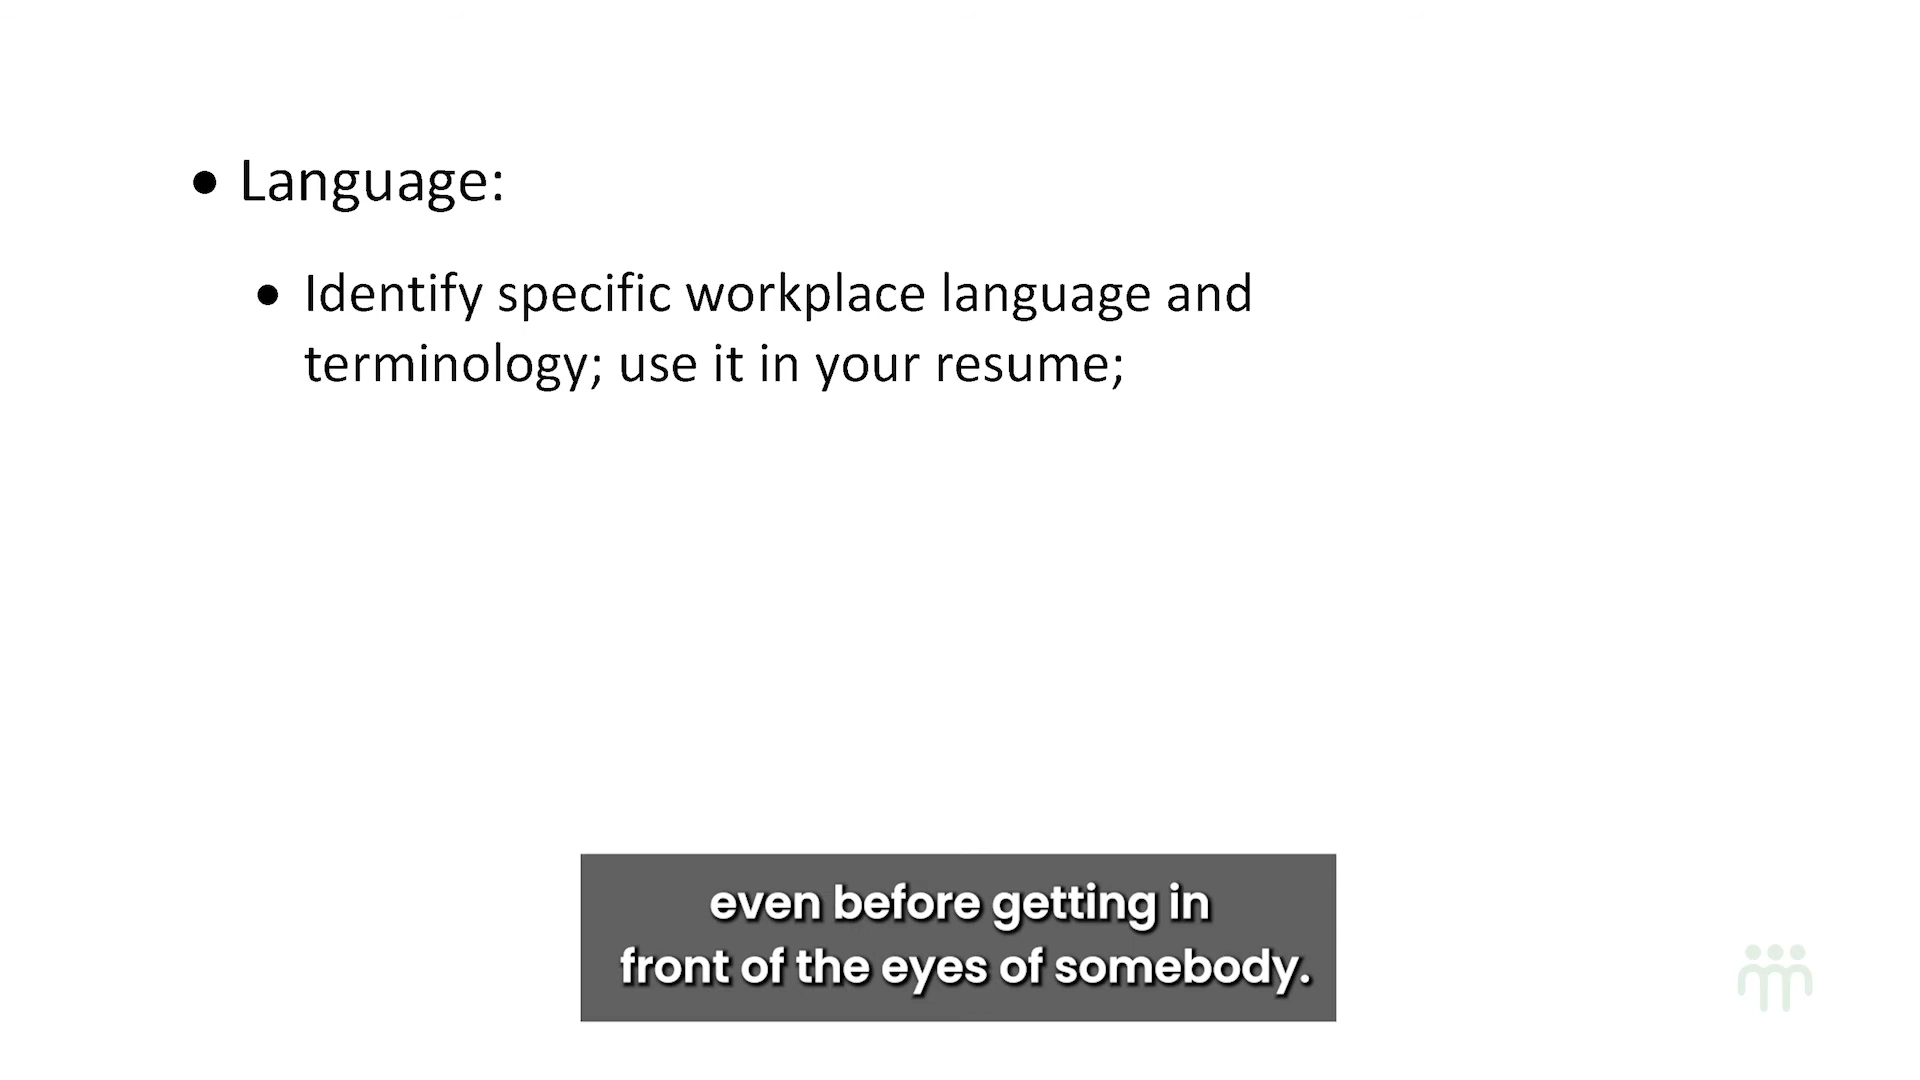 • Language:
• Identify specific workplace language and
terminology; use it in your resume;
even before getting in
front of the eyes of somebody.